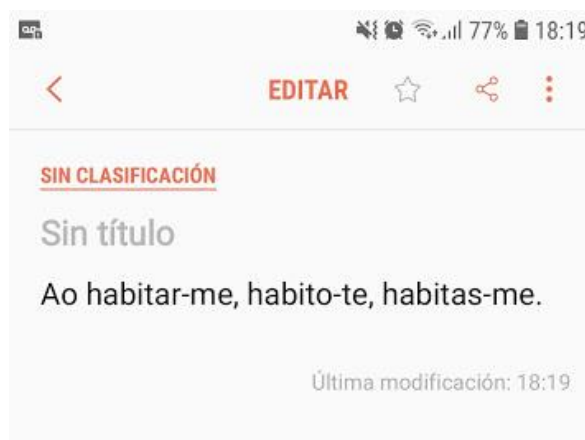 77% 18:19
EDITAR
SIN CLASIFICACIÓN
Sin título
Ao habitar-me, habito-te, habitas-me.
Última modificación: 18:19